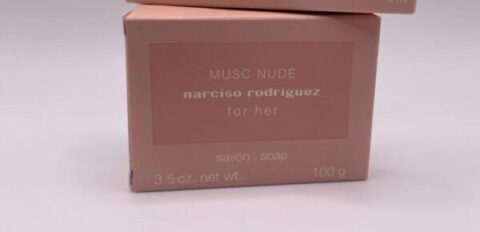 MUSC NUDE
narciso rodriguez
for her
savon . soap
3.5 oz. net wt. 100 g